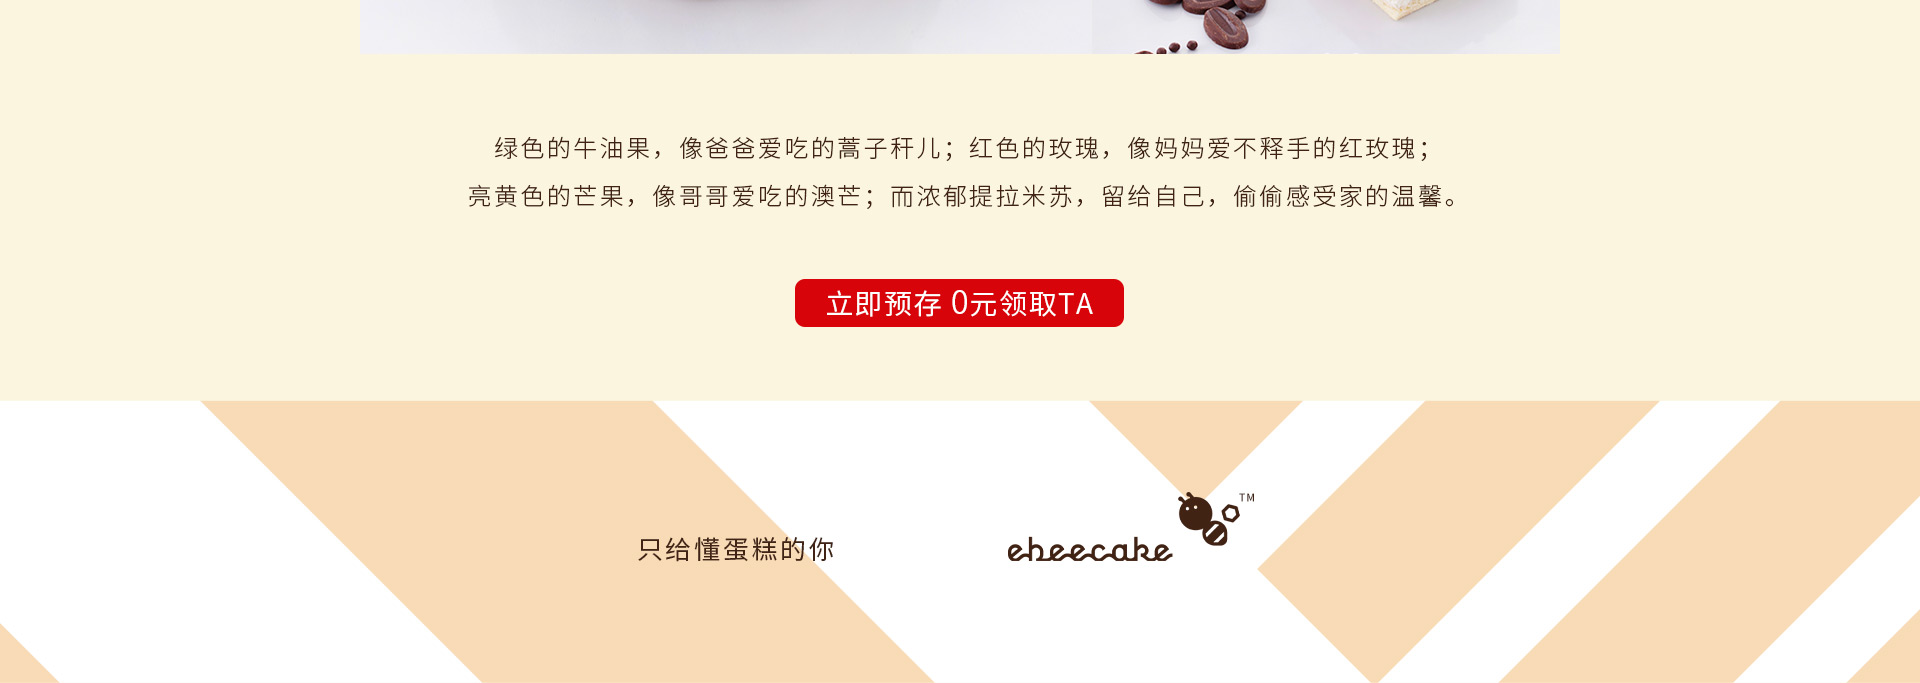 绿色的牛油果，像爸爸爱吃的蒿子秆儿；红色的玫瑰，像妈妈爱不释手的红玫瑰；
亮黄色的芒果，像哥哥爱吃的澳芒；而浓郁提拉米苏，留给自己，偷偷感受家的温馨。
立即预存 0元领取TA
只给懂蛋糕的你
ebeecake TM